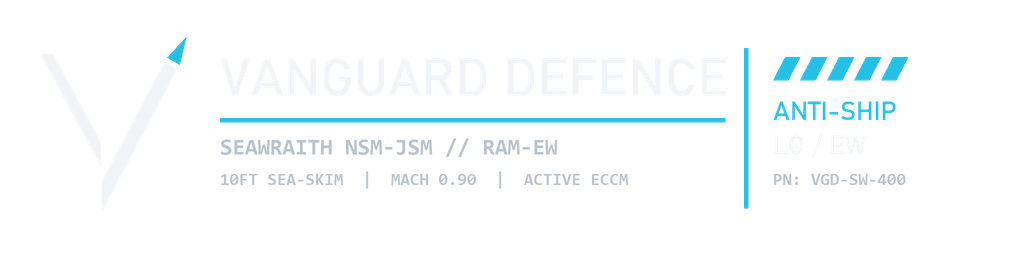 VANGUARD DEFENCE
SEAWRAITH NSM-JSM // RAM-EW
10FT SEA-SKIM | MACH 0.90 | ACTIVE ECCM
ANTI-SHIP
LO / EW
PN: VGD-SW-400